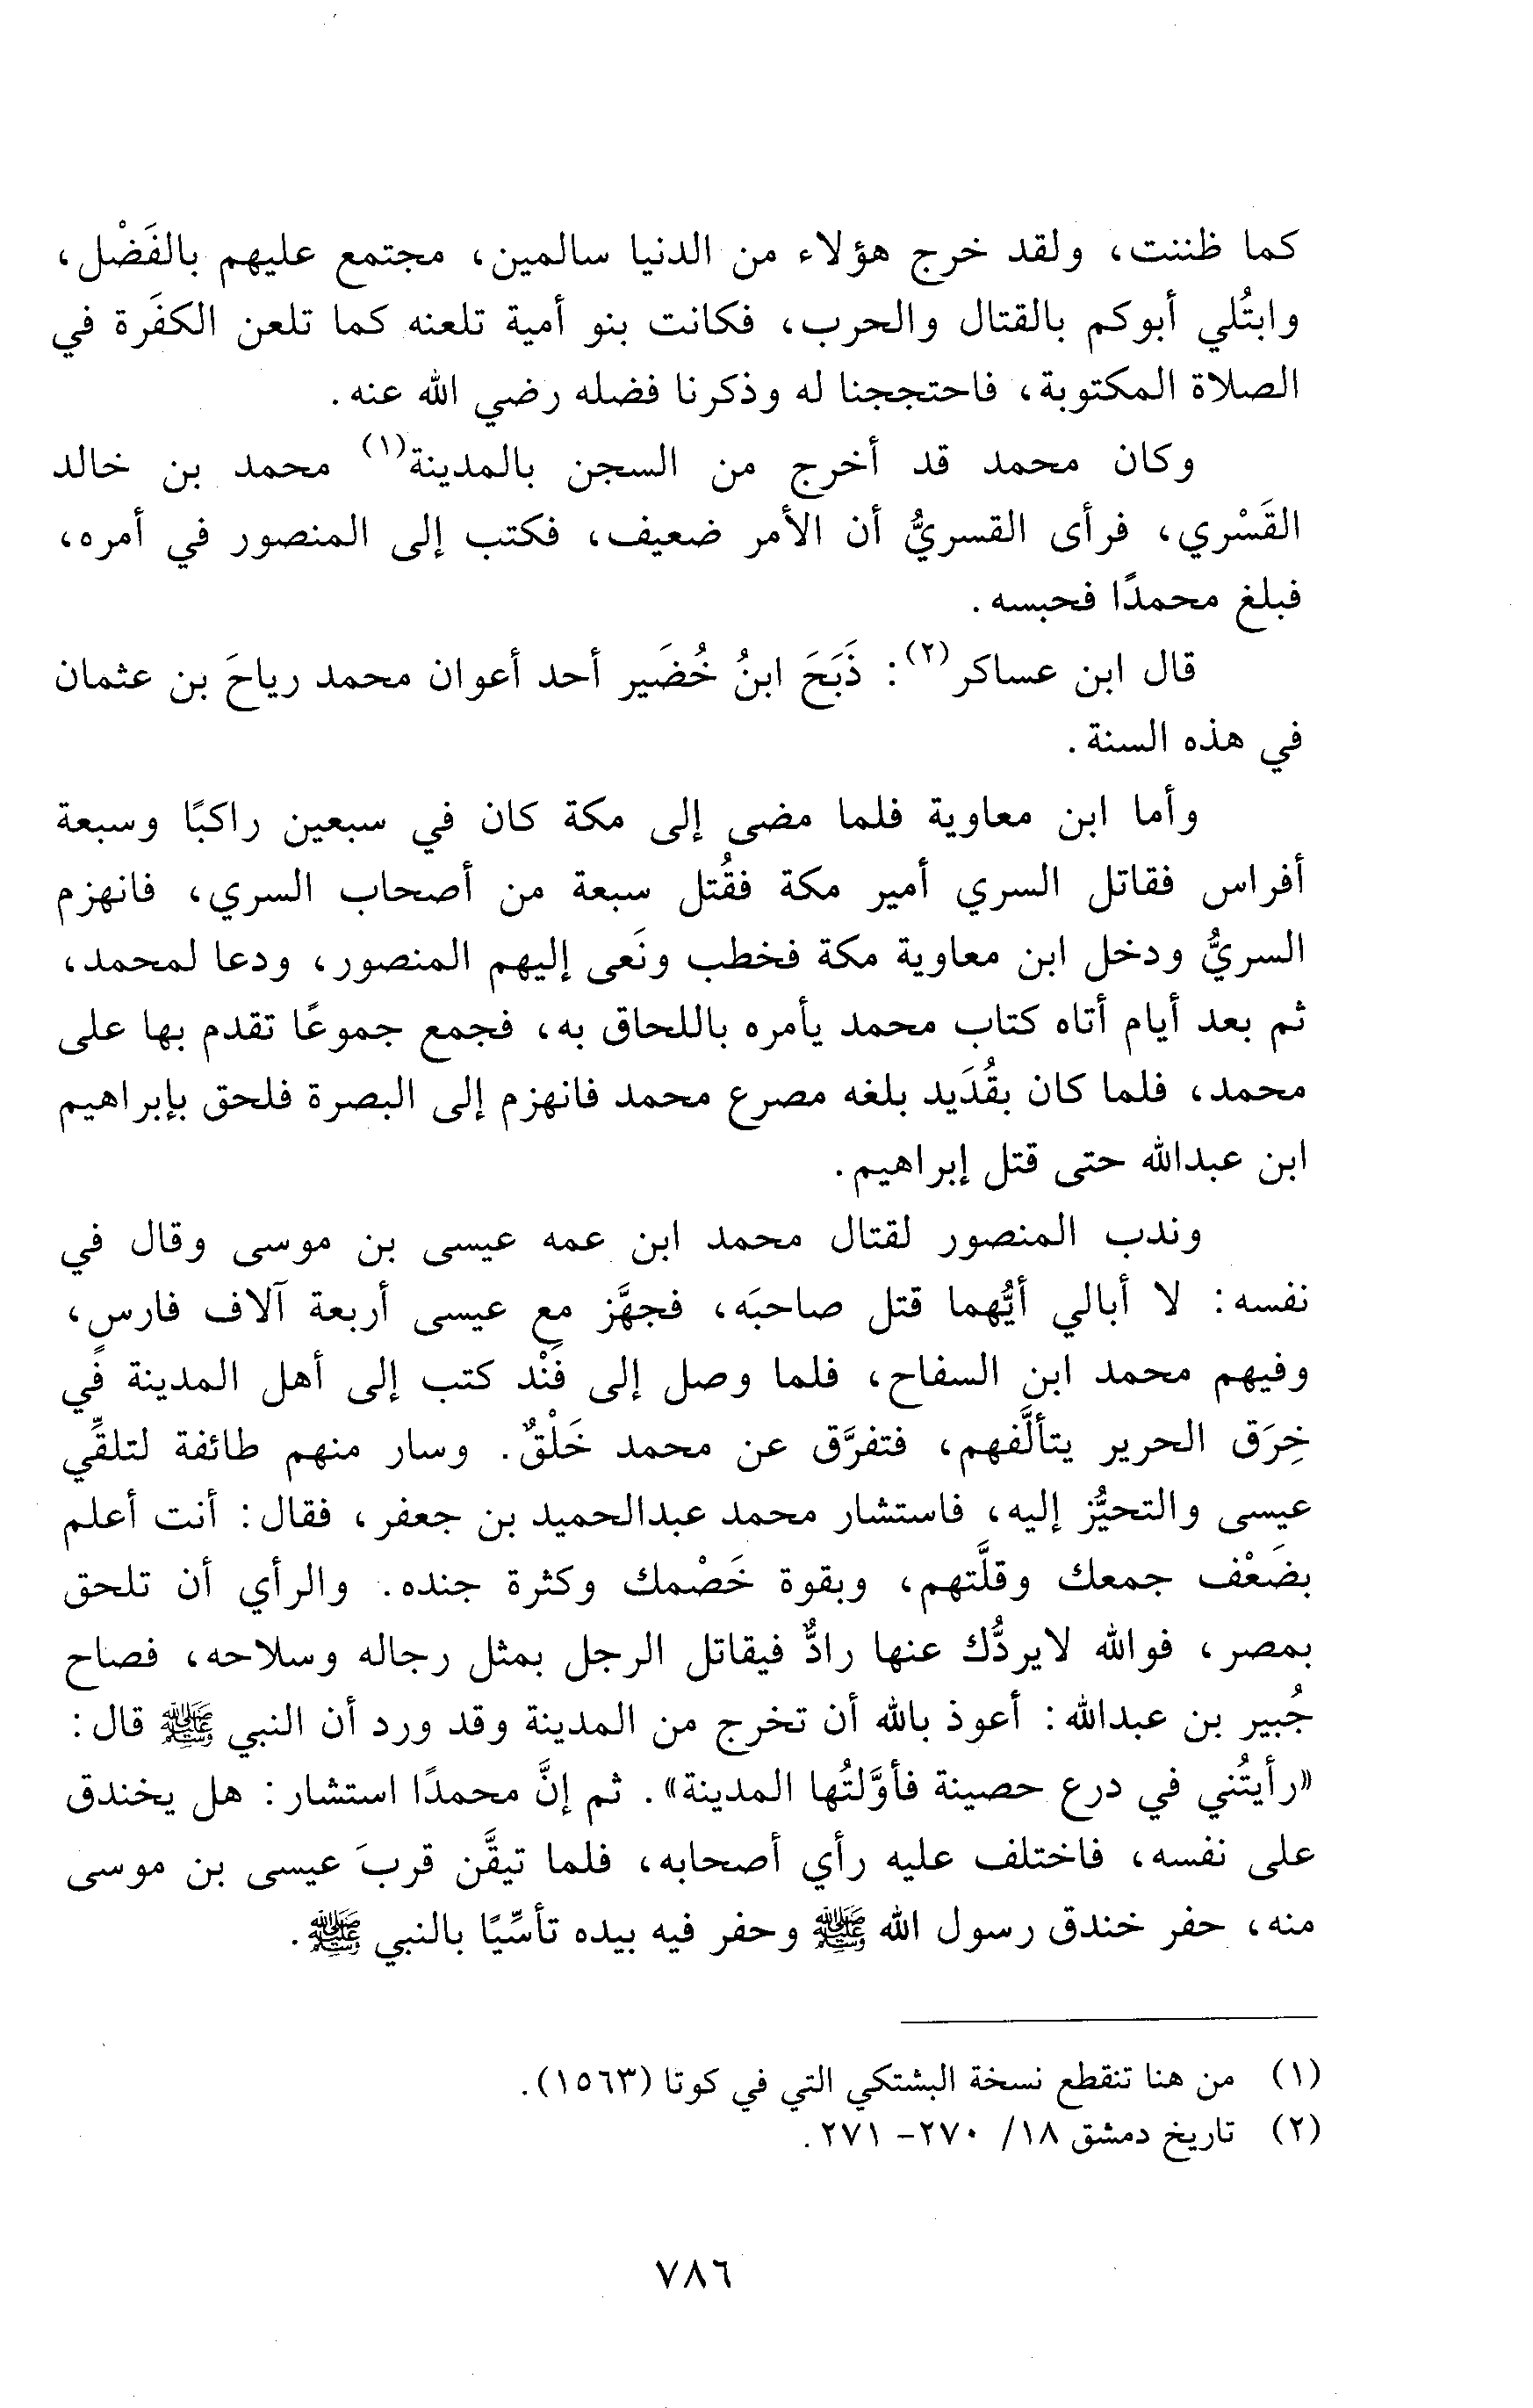 كما ظننت، ولقد خرج هؤلاء من الدنيا سالمين، مجتمع عليهم بالفَضْل،
وابتُلي أبوكم بالقتال والحرب، فكانت بنو أمية تلعنه كما تلعن الكفَرة في
الصلاة المكتوبة، فاحتججنا له وذكرنا فضله رضي الله عنه.
وكان محمد قد أخرج من السجن بالمدينة(١) محمد بن خالد
القَسْري، فرأى القسريُّ أن الأمر ضعيف، فكتب إلى المنصور في أمره،
فبلغ محمدًا فحبسه.
قال ابن عساكر(٢): ذَبَحَ ابنُ خُضَير أحد أعوان محمد رياحَ بن عثمان
في هذه السنة.
وأما ابن معاوية فلما مضى إلى مكة كان في سبعين راكبًا وسبعة
أفراس فقاتل السري أمير مكة فقُتل سبعة من أصحاب السري، فانهزم
السريُّ ودخل ابن معاوية مكة فخطب ونَعى إليهم المنصور، ودعا لمحمد،
ثم بعد أيام أتاه كتاب محمد يأمره باللحاق به، فجمع جموعًا تقدم بها على
محمد، فلما كان بقُدَيد بلغه مصرع محمد فانهزم إلى البصرة فلحق بإبراهيم
ابن عبدالله حتى قتل إبراهيم.
وندب المنصور لقتال محمد ابن عمه عيسى بن موسى وقال في
نفسه: لا أبالي أيُّهما قتل صاحبَه، فجهَّز مع عيسى أربعة آلاف فارسٍ،
وفيهم محمد ابن السفاح، فلما وصل إلى فَنْد كتب إلى أهل المدينة في
خِرَق الحرير يتألَّفهم، فتفرَّق عن محمد خَلْقٌ. وسار منهم طائفة لتلقِّي
عيسى والتحيُّز إليه، فاستشار محمد عبدالحميد بن جعفر، فقال: أنت أعلم
بضَعْف جمعك وقلَّتهم، وبقوة خَصْمك وكثرة جنده. والرأي أن تلحق
بمصر، فوالله لايردُّك عنها رادٌّ فيقاتل الرجل بمثل رجاله وسلاحه، فصاح
جُبير بن عبدالله: أعوذ بالله أن تخرج من المدينة وقد ورد أن النبي ﷺ قال:
«رأيتُني في درع حصينة فأوَّلتُها المدينة». ثم إنَّ محمدًا استشار: هل يخندق
على نفسه، فاختلف عليه رأي أصحابه، فلما تيقَّن قربَ عيسى بن موسى
منه، حفر خندق رسول الله ﷺ وحفر فيه بيده تأسِّيًا بالنبي ﷺ.
(١) من هنا تنقطع نسخة البشتكي التي في كوتا (١٥٦٣).
(٢) تاريخ دمشق ١٨/ ٢٧٠- ٢٧١.
٧٨٦